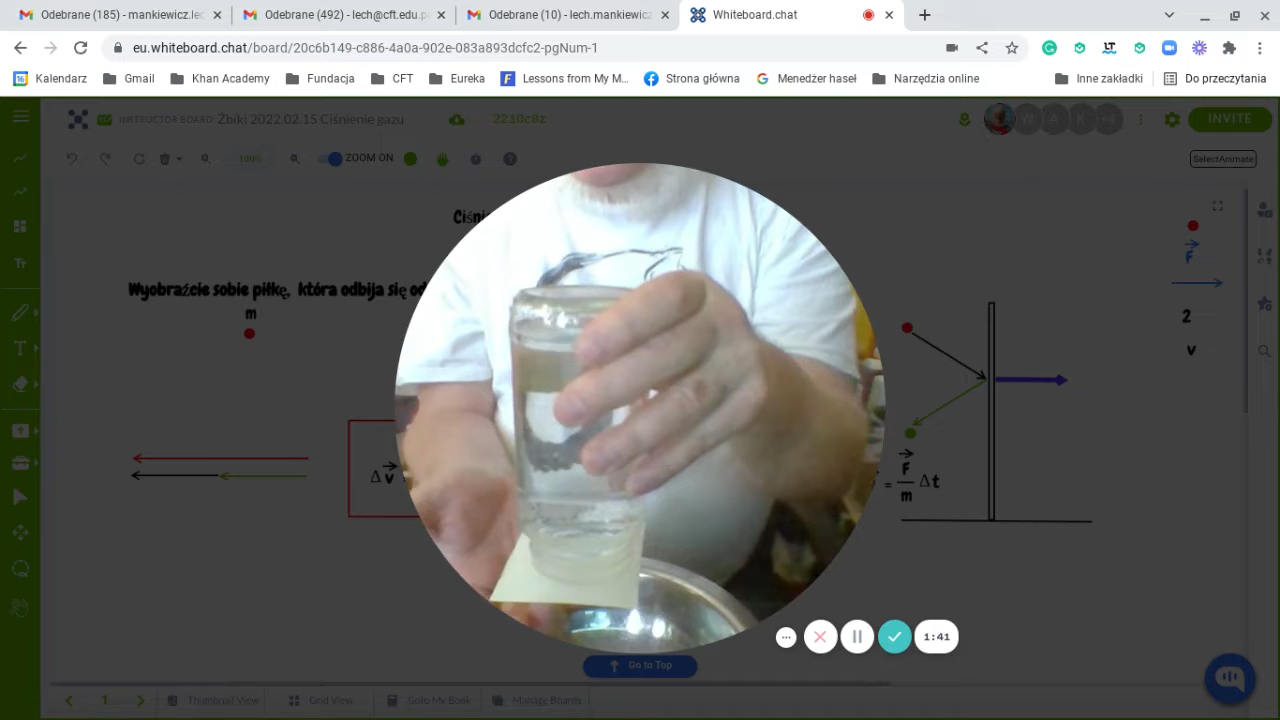 Odebrane (185) - mankiewicz.lec
Odebrane (492) - lech@cft.edu.p
Odebrane (10) - lech.mankiewicz
Whiteboard.chat
eu.whiteboard.chat/board/20c6b149-c886-4a0a-902e-083a893dcfc2-pgNum-1
Kalendarz
Gmail
Khan Academy
Fundacja
CFT
Eureka
Lessons from My M...
Strona główna
Menedżer haseł
Narzędzia online
Inne zakładki
Do przeczytania
INSTRUCTOR BOARD: Żbiki 2022.02.15 Ciśnienie gazu
2210c8z
W A K +4
INVITE
100%
ZOOM ON
SelectAnimate
Wyobraźcie sobie piłkę, która odbija się od
m
F
2
v
Δ v
= F/m Δt
1:41
Go to Top
1
Thumbnail View
Grid View
Goto My Book
Manage Boards